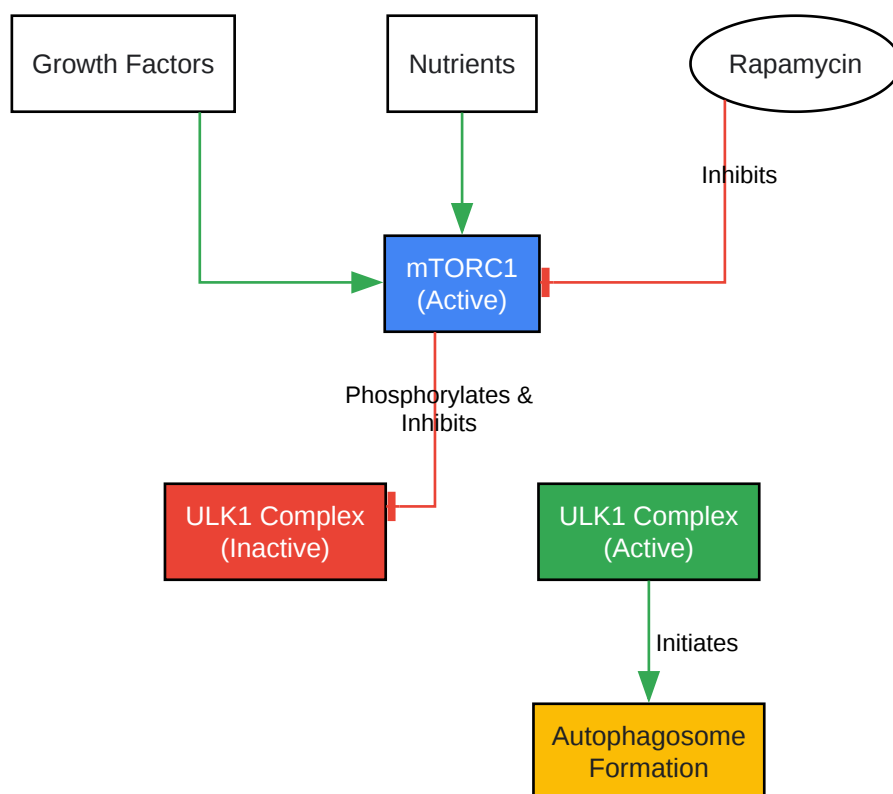 Growth Factors
Nutrients
Rapamycin
Inhibits
mTORC1
(Active)
Phosphorylates &
Inhibits
ULK1 Complex
(Inactive)
ULK1 Complex
(Active)
Initiates
Autophagosome
Formation